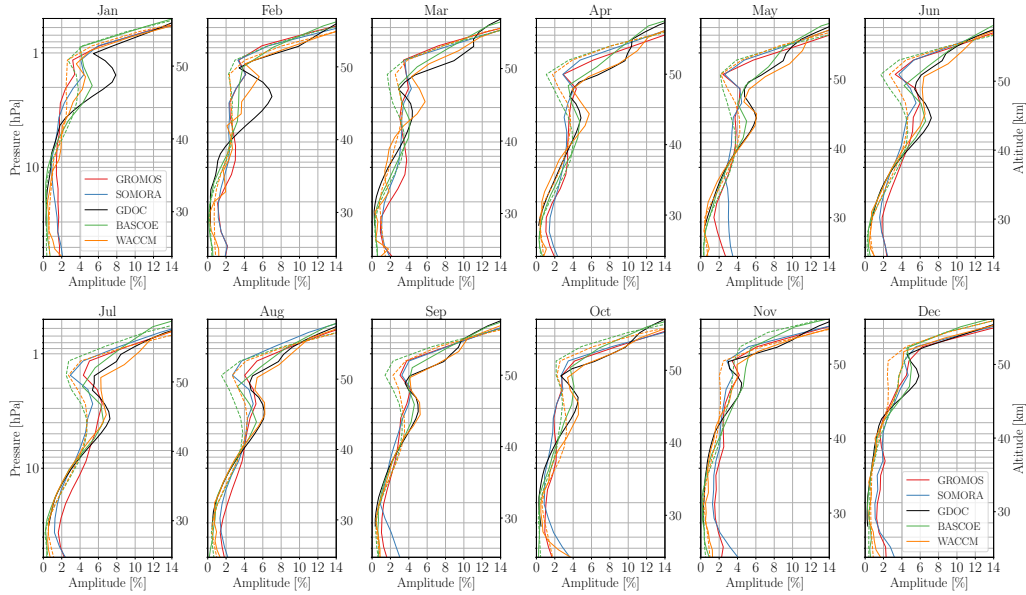 Jan Feb Mar Apr May Jun
1 50 50 50 50 50 50
Pressure [hPa] Altitude [km]
40 40 40 40 40 40
10
GROMOS
SOMORA
GDOC
BASCOE
WACCM
30 30 30 30 30 30
0 2 4 6 8 10 12 14 0 2 4 6 8 10 12 14 0 2 4 6 8 10 12 14 0 2 4 6 8 10 12 14 0 2 4 6 8 10 12 14 0 2 4 6 8 10 12 14
Amplitude [%] Amplitude [%] Amplitude [%] Amplitude [%] Amplitude [%] Amplitude [%]
Jul Aug Sep Oct Nov Dec
1 50 50 50 50 50 50
Pressure [hPa] Altitude [km]
40 40 40 40 40 40
10
GROMOS
SOMORA
GDOC
BASCOE
WACCM
30 30 30 30 30 30
0 2 4 6 8 10 12 14 0 2 4 6 8 10 12 14 0 2 4 6 8 10 12 14 0 2 4 6 8 10 12 14 0 2 4 6 8 10 12 14 0 2 4 6 8 10 12 14
Amplitude [%] Amplitude [%] Amplitude [%] Amplitude [%] Amplitude [%] Amplitude [%]